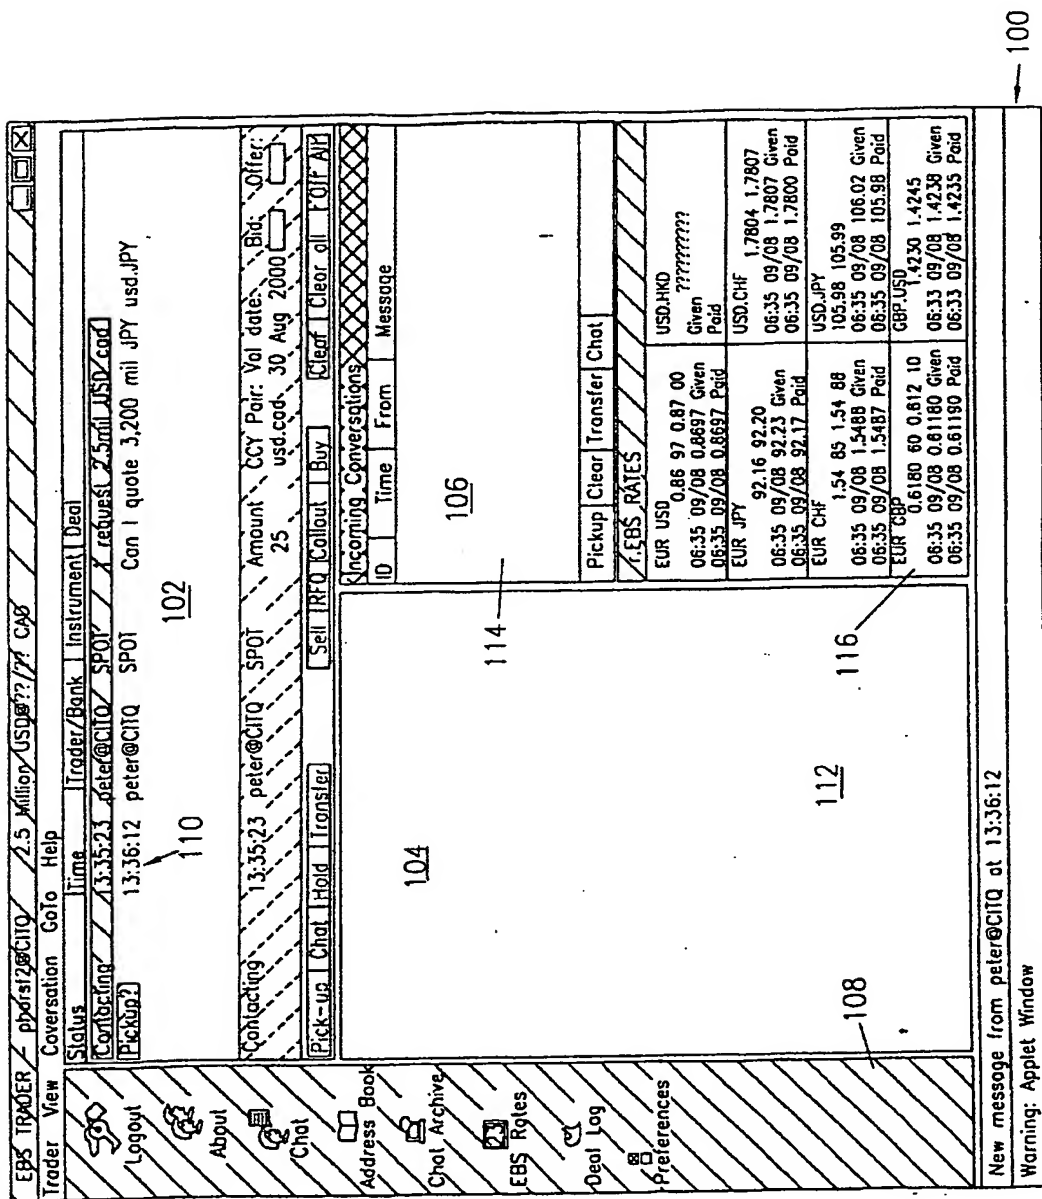 EBS TRADER – phorst2@CITQ 2.5 Million USD@??/?? CAD
Trader View Coversation GoTo Help
Logout
About
Chat
Address Book
Chat Archive
EBS Rates
Deal Log
Preferences
108
Status Time Trader/Bank Instrument Deal
Contacting 13:35:23 peter@CITQ SPOT X request 2.5mil USD/cad
Pickup? 13:36:12 peter@CITQ SPOT Can I quote 3,200 mil JPY usd.JPY
110
102
Amount CCY Pair: Val date: Bid: Offer:
Contacting 13:35:23 peter@CITQ SPOT 25 usd.cad 30 Aug 2000
Pick-up Chat Hold Transfer Sell RFQ Callout Buy Clear Clear all Off All
104
112
Incoming Conversations
ID Time From Message
106
114
Pickup Clear Transfer Chat
EBS RATES
EUR USD
0.86 97 0.87 00
06:35 09/08 0.8697 Given
06:35 09/08 0.8697 Paid
USD.HKD
??????????
Given
Paid
EUR JPY
92.16 92.20
06:35 09/08 92.23 Given
06:35 09/08 92.17 Paid
USD.CHF
1.7804 1.7807
06:35 09/08 1.7807 Given
06:35 09/08 1.7800 Paid
EUR CHF
1.54 85 1.54 88
06:35 09/08 1.5488 Given
06:35 09/08 1.5487 Paid
USD.JPY
105.98 105.99
06:35 09/08 106.02 Given
06:35 09/08 105.98 Paid
EUR GBP
0.6180 60 0.612 10
06:35 09/08 0.61180 Given
06:35 09/08 0.61190 Paid
GBP.USD
1.4230 1.4245
06:33 09/08 1.4238 Given
06:33 09/08 1.4235 Paid
116
New message from peter@CITQ at 13:36:12
Warning: Applet Window
100